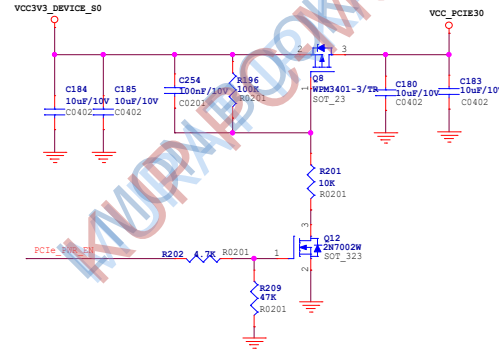 VCC3V3_DEVICE_S0
VCC_PCIE30
2
3
1
C184
10uF/10V
C0402
C185
10uF/10V
C0402
C254
100nF/10V
C0201
R196
100K
R0201
Q8
WPM3401-3/TR
SOT_23
C180
10uF/10V
C0402
C183
10uF/10V
C0402
R201
10K
R0201
PCIe_PWR_EN
R202
4.7K
R0201
1
3
2
Q12
2N7002W
SOT_323
R209
47K
R0201